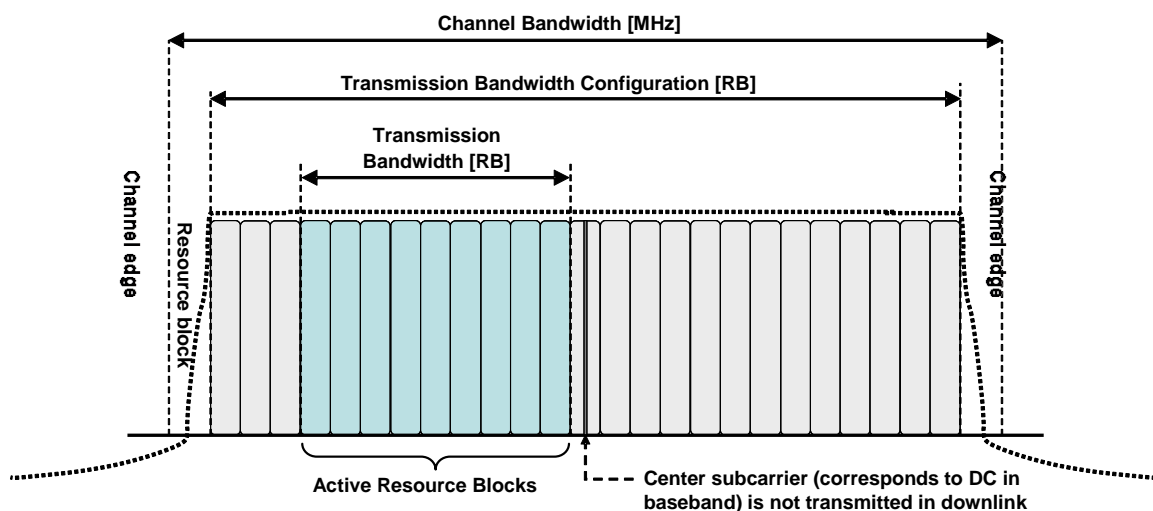 Channel Bandwidth [MHz]
Transmission Bandwidth Configuration [RB]
Transmission
Bandwidth [RB]
Channel edge
Resource block
Channel edge
Active Resource Blocks
Center subcarrier (corresponds to DC in
baseband) is not transmitted in downlink